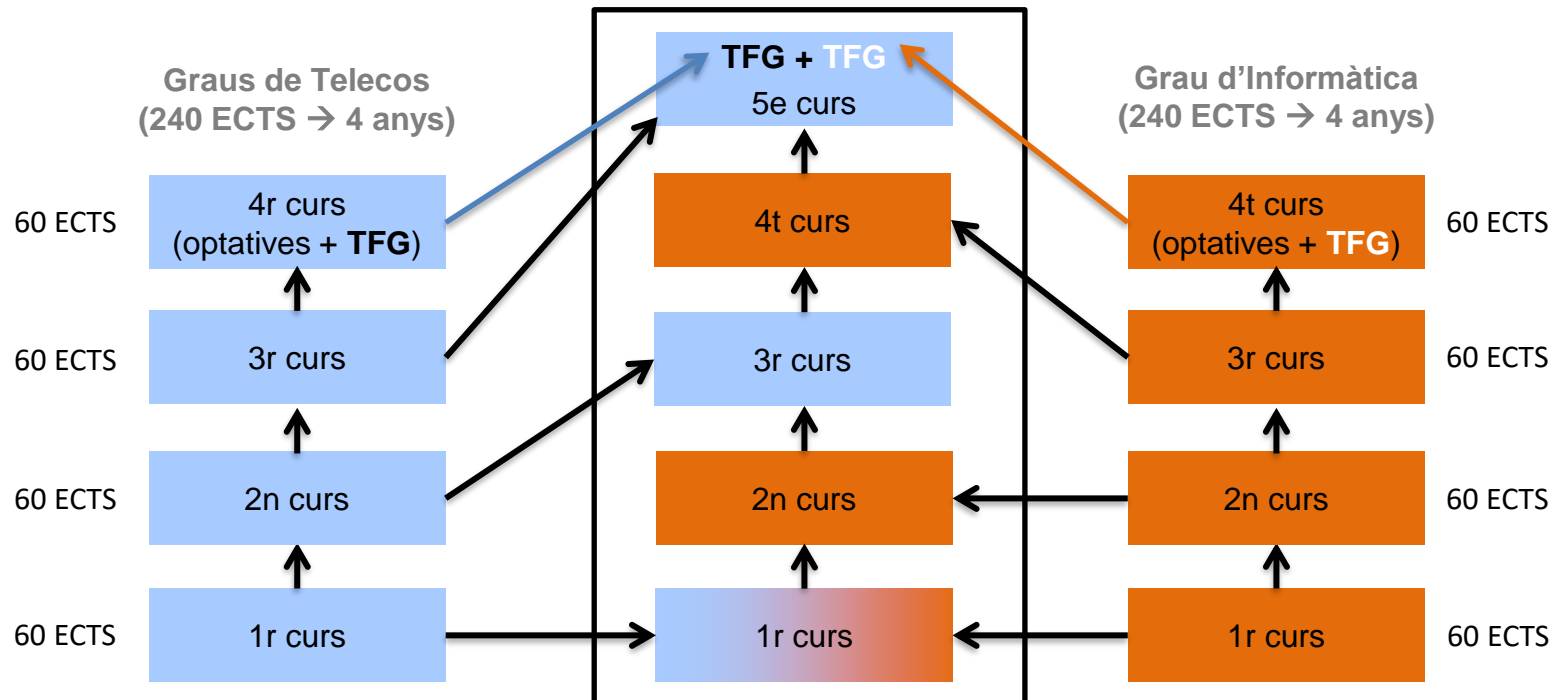 Graus de Telecos
(240 ECTS → 4 anys)
60 ECTS
4r curs
(optatives + TFG)
60 ECTS
3r curs
60 ECTS
2n curs
60 ECTS
1r curs
TFG + TFG
5e curs
4t curs
3r curs
2n curs
1r curs
Grau d’Informàtica
(240 ECTS → 4 anys)
4t curs
(optatives + TFG)
60 ECTS
3r curs
60 ECTS
2n curs
60 ECTS
1r curs
60 ECTS